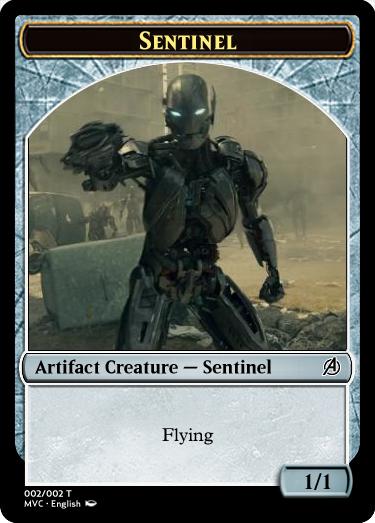 Sentinel
Artifact Creature — Sentinel
Flying
1/1
002/002 T
MVC • English